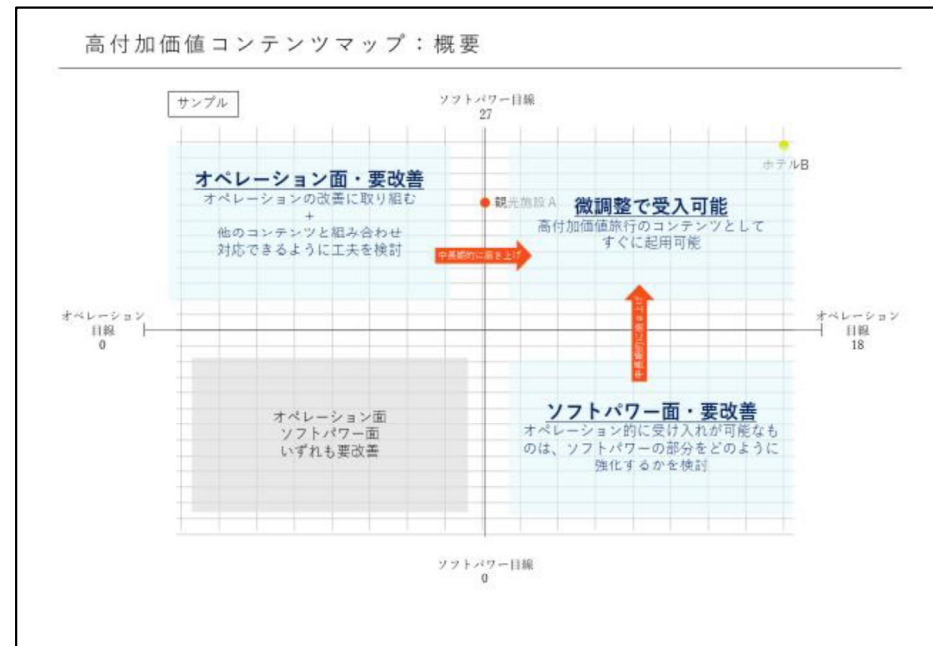 高付加価値コンテンツマップ：概要
サンプル
ソフトパワー目線
27
ホテルB
オペレーション面・要改善
オペレーションの改善に取り組む
+
他のコンテンツと組み合わせ
対応できるように工夫を検討
観光施設A
微調整で受入可能
高付加価値旅行のコンテンツとして
すぐに起用可能
中長期的に磨き上げ
オペレーション
目線
0
オペレーション
目線
18
中長期的に磨き上げ
オペレーション面
ソフトパワー面
いずれも要改善
ソフトパワー面・要改善
オペレーション的に受け入れが可能なも
のは、ソフトパワーの部分をどのように
強化するかを検討
ソフトパワー目線
0